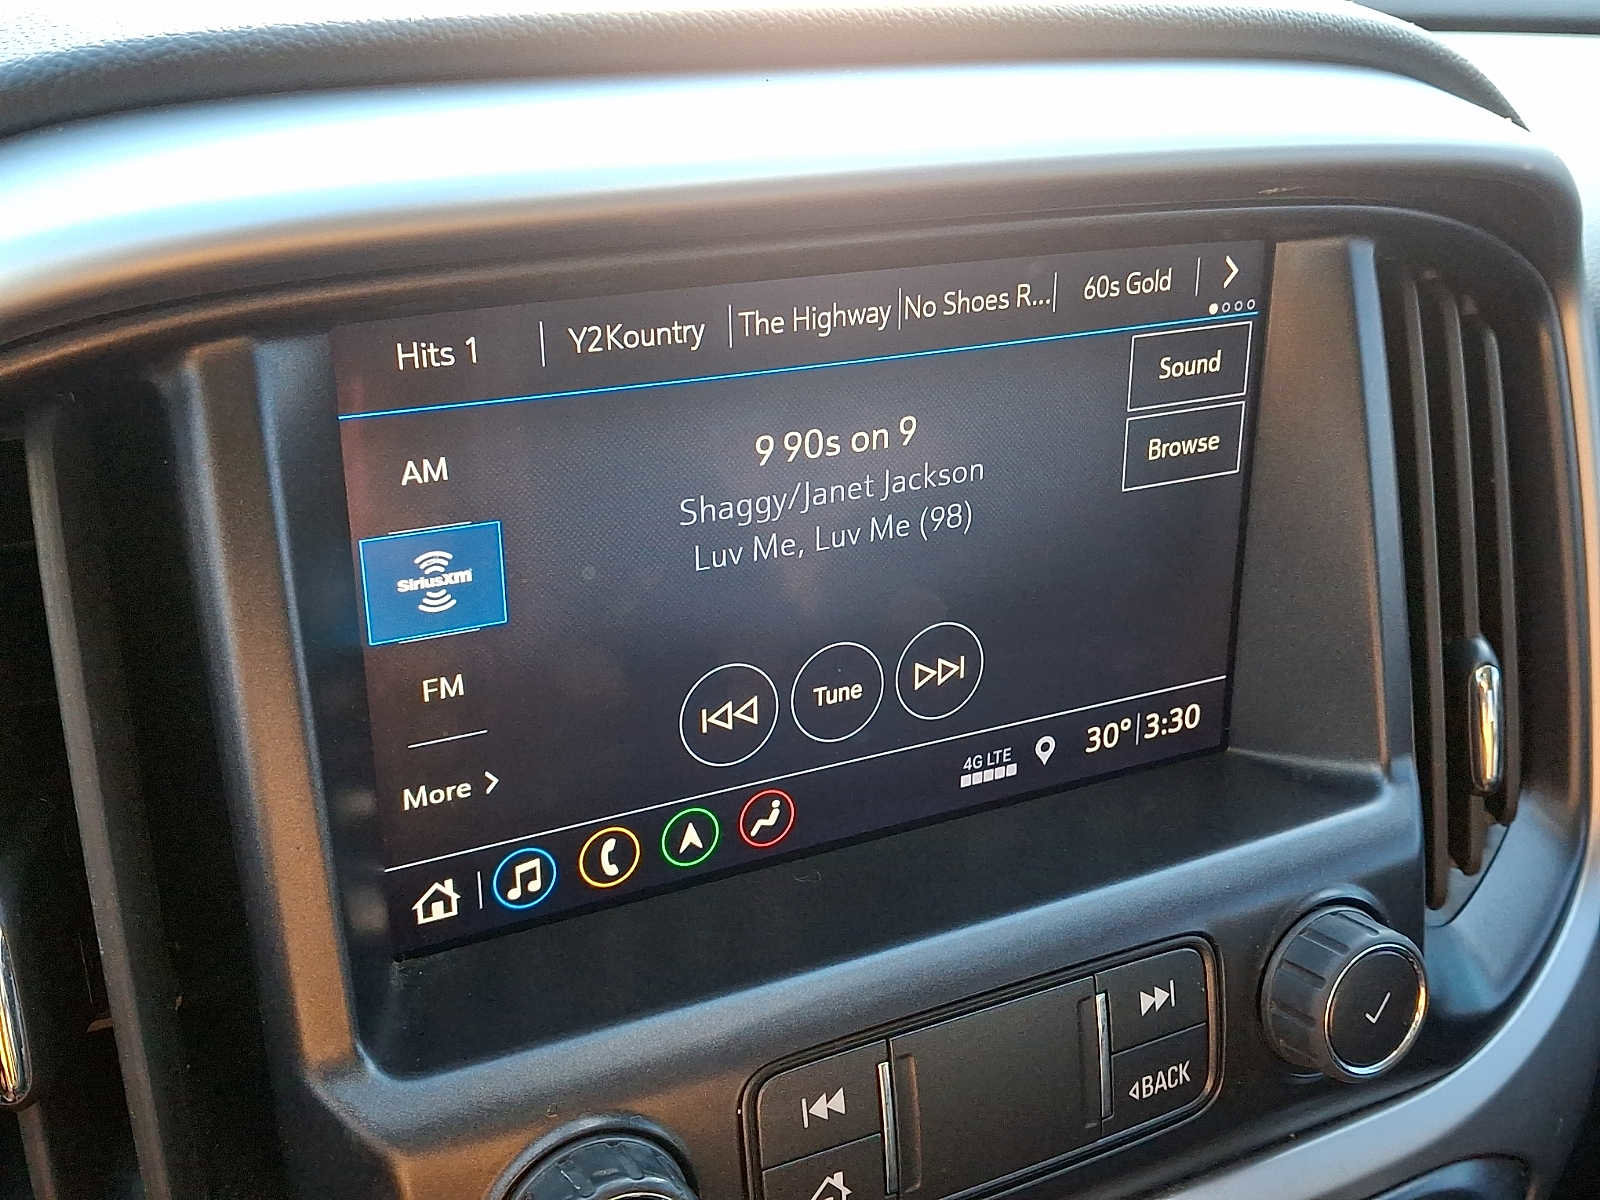 Hits 1
Y2Kountry
The Highway
No Shoes R...
60s Gold
Sound
Browse
AM
9 90s on 9
Shaggy/Janet Jackson
Luv Me, Luv Me (98)
SiriusXM
FM
Tune
More
4G LTE
30° 3:30
BACK